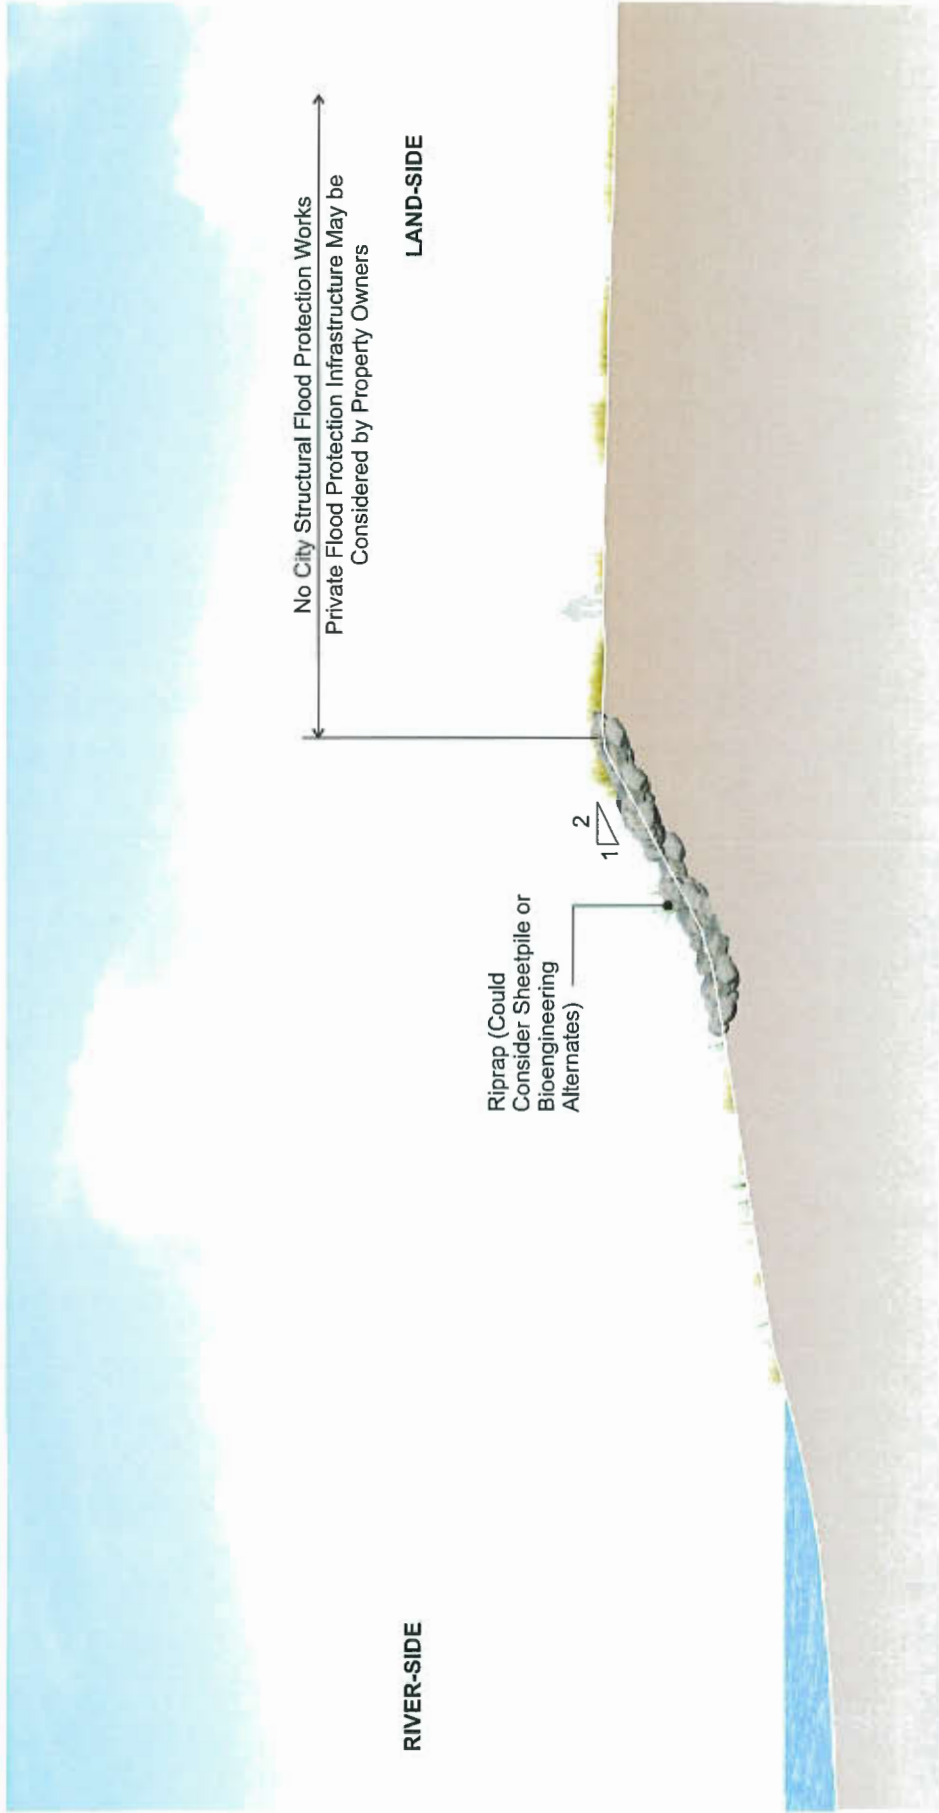 No City Structural Flood Protection Works
Private Flood Protection Infrastructure May be
Considered by Property Owners
RIVER-SIDE
LAND-SIDE
Riprap (Could
Consider Sheetpile or
Bioengineering
Alternates)
2
1